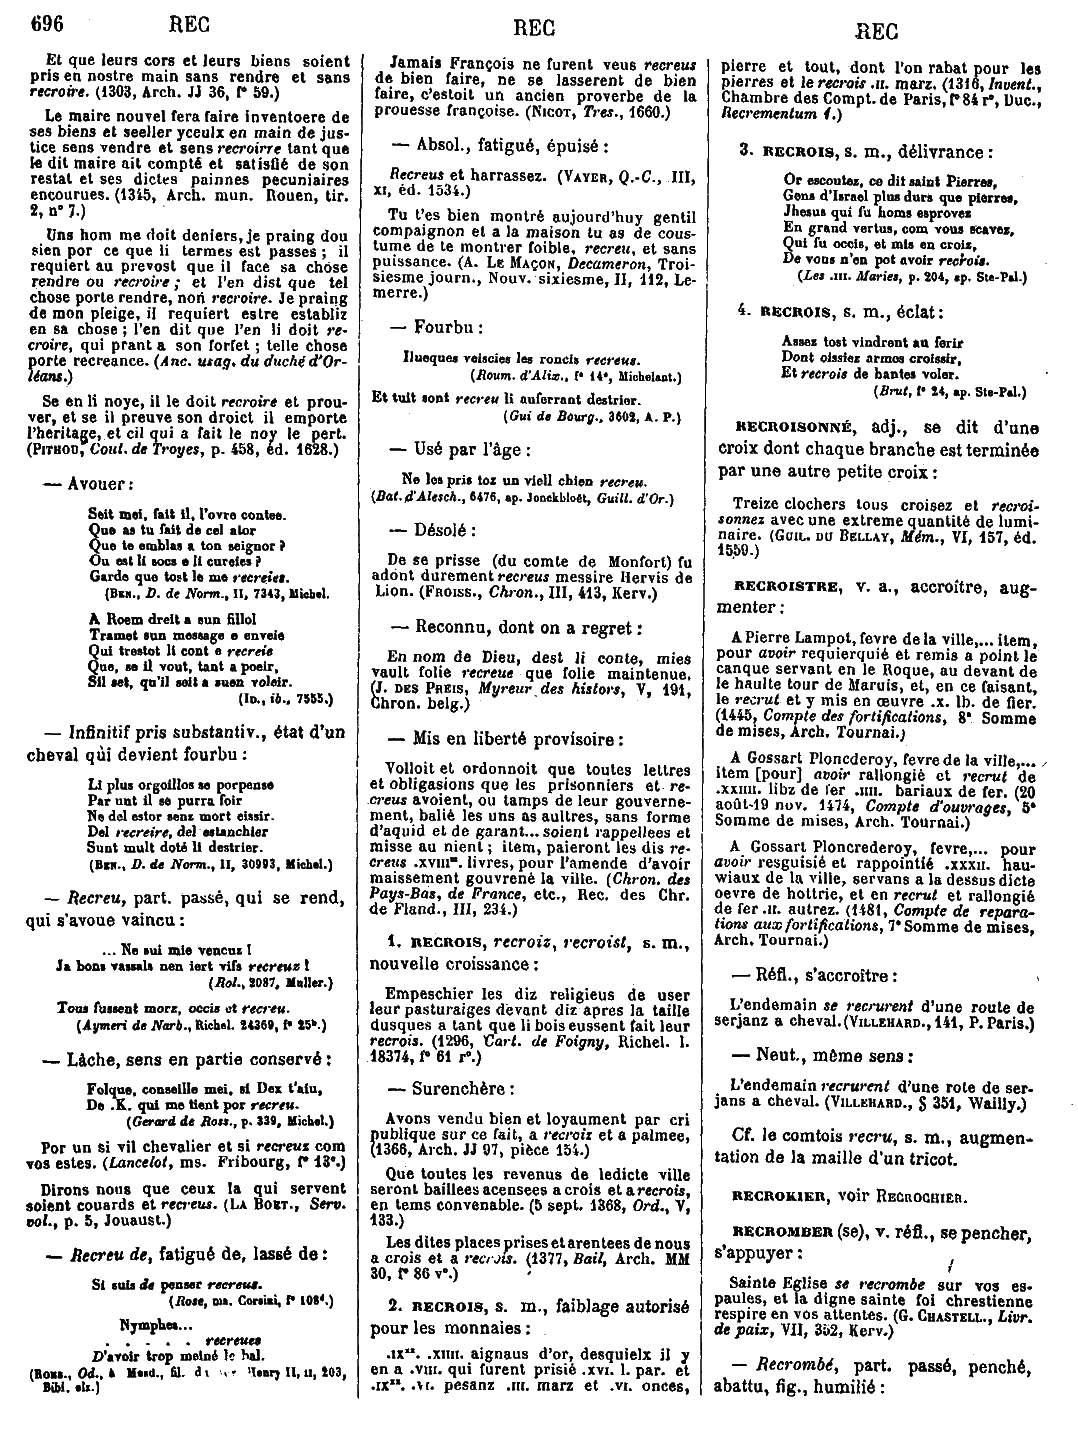 696 REC REC REC
Et que leurs cors et leurs biens soient
pris en nostre main sans rendre et sans
recroire. (1303, Arch. JJ 36, f° 59.)
Le maire nouvel fera faire inventoere de
ses biens et seeller yceulx en main de jus-
tice sens vendre et sens recroirre tant que
le dit maire ait compté et satisfié de son
restat et ses dictes painnes pecuniaires
encourues. (1345, Arch. mun. Rouen, tir.
2, n° 7.)
Uns hom me doit deniers, je praing dou
sien por ce que li termes est passes ; il
requiert au prevost que il face sa chose
rendre ou recroire ; et l'en dist que tel
chose porte rendre, non recroire. Je praing
de mon pleige, il requiert estre establiz
en sa chose ; l'en dit que l'en li doit re-
croire, qui prant a son forfet ; telle chose
porte recreance. (Anc. usag. du duché d'Or-
léans.)
Se en li noye, il le doit recroire et prou-
ver, et se il preuve son droict il emporte
l'heritage, et cil qui a fait le noy le pert.
(PITHOU, Cout. de Troyes, p. 458, éd. 1628.)
— Avouer :
Seit mei, fait il, l'ovre contee.
Que as tu fait de cel ator
Que te emblas a ton seignor ?
Ou est li socs e li cureies ?
Garde que tost le me recreies.
(BEN., D. de Norm., II, 7343, Michel.
A Roem dreit a sun fillol
Tramet sun message e enveie
Qui trestot li cont e recreie
Que, se il vout, tant a poeir,
Sil set, qu'il seit a suen voleir.
(ID., ib., 7555.)
— Infinitif pris substantiv., état d'un
cheval qui devient fourbu :
Li plus orgoillos se porpense
Par unt il se purra foir
Ne del estor senz mort eissir.
Del recreire, del estanchier
Sunt mult doté li destrier.
(BEN., D. de Norm., II, 30993, Michel.)
— Recreu, part. passé, qui se rend,
qui s'avoue vaincu :
... Ne sui mie vencuz !
Ja bons vassals nen iert vifs recreuz !
(Rol., 2087, Muller.)
Tous fussent morz, occis et recreu.
(Aymeri de Narb., Richel. 24369, f° 25b.)
— Lâche, sens en partie conservé :
Folque, conseille mei, si Dex t'aiu,
De .K. qui me tient por recreu.
(Gerard de Ross., p. 339, Michel.)
Por un si vil chevalier et si recreuz com
vos estes. (Lancelot, ms. Fribourg, f° 13c.)
Dirons nous que ceux la qui servent
soient couards et recreus. (LA BOET., Serv.
vol., p. 5, Jouaust.)
— Recreu de, fatigué de, lassé de :
Si suis de penser recreus.
(Rose, ms. Corsini, f° 108d.)
Nymphes...
. . . . . . recreues
D'avoir trop meiné le bal.
(RONS., Od., à Mad., fil. du Henry II, II, 203,
Bibl. elz.)
Jamais François ne furent veus recreus
de bien faire, ne se lasserent de bien
faire, c'estoit un ancien proverbe de la
prouesse françoise. (NICOT, Tres., 1660.)
— Absol., fatigué, épuisé :
Recreus et harrassez. (VAYER, Q.-C., III,
XI, éd. 1534.)
Tu t'es bien montré aujourd'huy gentil
compaignon et a la maison tu as de cous-
tume de te montrer foible, recreu, et sans
puissance. (A. LE MAÇON, Decameron, Troi-
siesme journ., Nouv. sixiesme, II, 112, Le-
merre.)
— Fourbu :
Ilueques veiscies les roncis recreus.
(Roum. d'Alix., f° 14a, Michelant.)
Et tuit sont recreu li auferrant destrier.
(Gui de Bourg., 3602, A. P.)
— Usé par l'âge :
Ne les pris toz un viell chien recreu.
(Bat. d'Alesch., 6476, ap. Jonckbloët, Guill. d'Or.)
— Désolé :
De se prisse (du comte de Monfort) fu
adont durement recreus messire Hervis de
Lion. (FROISS., Chron., III, 413, Kerv.)
— Reconnu, dont on a regret :
En nom de Dieu, dest li conte, mies
vault folie recreue que folie maintenue.
(J. DES PREIS, Myreur des histors, V, 191,
Chron. belg.)
— Mis en liberté provisoire :
Volloit et ordonnoit que toutes lettres
et obligasions que les prisonniers et re-
creus avoient, ou tamps de leur gouverne-
ment, balié les uns as aultres, sans forme
d'aquid et de garant... soient rappellees et
misse au nient ; item, paieront les dis re-
creus .XVIIIm. livres, pour l'amende d'avoir
maissement gouvrené la ville. (Chron. des
Pays-Bas, de France, etc., Rec. des Chr.
de Fland., III, 234.)
1. RECROIS, recroiz, recroist, s. m.,
nouvelle croissance :
Empeschier les diz religieus de user
leur pasturaiges devant diz apres la taille
dusques a tant que li bois eussent fait leur
recrois. (1296, Cart. de Foigny, Richel. l.
18374, f° 61 r°.)
— Surenchère :
Avons vendu bien et loyaument par cri
publique sur ce fait, a recroiz et a palmee,
(1366, Arch. JJ 97, pièce 154.)
Que toutes les revenus de ledicte ville
seront baillees acensees a crois et a recrois,
en tems convenable. (5 sept. 1368, Ord., V,
133.)
Les dites places prises et arentees de nous
a crois et a recrois. (1377, Bail, Arch. MM
30, f° 86 v°.)
2. RECROIS, s. m., faiblage autorisé
pour les monnaies :
.IXxx. .XIIII. aignaus d'or, desquielx il y
en a .VIII. qui furent prisié .XVI. l. par. et
.IXxx. .VI. pesanz .III. marz et .VI. onces,
pierre et tout, dont l'on rabat pour les
pierres et le recrois .II. marz. (1316, Invent.,
Chambre des Compt. de Paris, f° 84 r°, Duc.,
Recrementum 1.)
3. RECROIS, s. m., délivrance :
Or escoutez, ce dit saint Pierres,
Gens d'Israel plus durs que pierres,
Jhesus qui fu homs esprovez
En grand vertus, com vous scavez,
Qui fu occis, et mis en croix,
De vous n'en pot avoir recrois.
(Les .III. Maries, p. 204, ap. Ste-Pal.)
4. RECROIS, s. m., éclat :
Assez tost vindrent au ferir
Dont oissiez armes croissir,
Et recrois de hantes voler.
(Brut, f° 24, ap. Ste-Pal.)
RECROISONNÉ, adj., se dit d'une
croix dont chaque branche est terminée
par une autre petite croix :
Treize clochers tous croisez et recroi-
sonnez avec une extreme quantité de lumi-
naire. (GUIL. DU BELLAY, Mém., VI, 157, éd.
1559.)
RECROISTRE, v. a., accroître, aug-
menter :
A Pierre Lampot, fevre de la ville,... item,
pour avoir requierquié et remis a point le
canque servant en le Roque, au devant de
le haulte tour de Maruis, et, en ce faisant,
le recrut et y mis en œuvre .x. lb. de fler.
(1445, Compte des fortifications, 8e Somme
de mises, Arch. Tournai.)
A Gossart Ploncderoy, fevre de la ville,...
item [pour] avoir rallongié et recrut de
.XXIIII. libz de fer .IIII. bariaux de fer. (20
août-19 nov. 1474, Compte d'ouvrages, 5e
Somme de mises, Arch. Tournai.)
A Gossart Ploncrederoy, fevre,... pour
avoir resguisié et rappointié .XXXII. hau-
wiaux de la ville, servans a la dessus dicte
oevre de hottrie, et en recrut et rallongié
de fer .II. autrez. (1481, Compte de repara-
tions aux fortifications, 7e Somme de mises,
Arch. Tournai.)
— Réfl., s'accroître :
L'endemain se recrurent d'une route de
serjanz a cheval. (VILLEHARD., 141, P. Paris.)
— Neut., même sens :
L'endemain recrurent d'une rote de ser-
jans a cheval. (VILLEHARD., § 351, Wailly.)
Cf. le comtois recru, s. m., augmen-
tation de la maille d'un tricot.
RECROKIER, voir RECROCHIER.
RECROMBER (se), v. réfl., se pencher,
s'appuyer :
Sainte Eglise se recrombe sur vos es-
paules, et la digne sainte foi chrestienne
respire en vos attentes. (G. CHASTELL., Livr.
de paix, VII, 352, Kerv.)
— Recrombé, part. passé, penché,
abattu, fig., humilié :